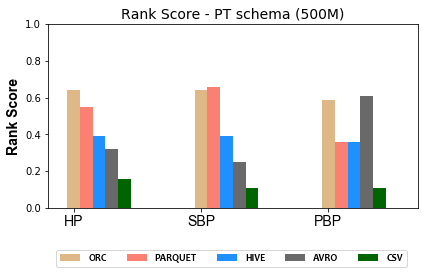 Rank Score - PT schema (500M)
Rank Score
1.0
0.8
0.6
0.4
0.2
0.0
HP SBP PBP
ORC PARQUET HIVE AVRO CSV